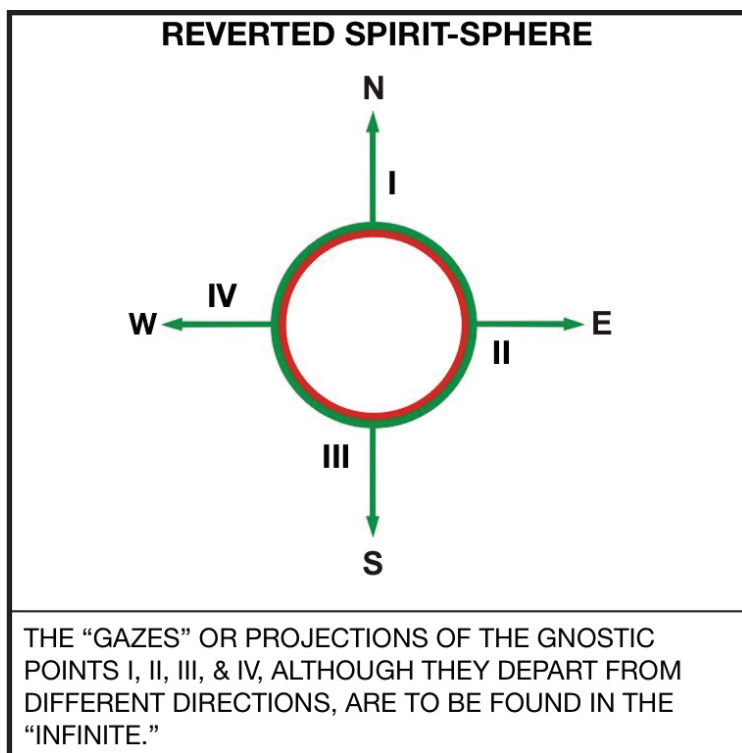 REVERTED SPIRIT-SPHERE
N
I
IV
W
E
II
III
S
THE “GAZES” OR PROJECTIONS OF THE GNOSTIC
POINTS I, II, III, & IV, ALTHOUGH THEY DEPART FROM
DIFFERENT DIRECTIONS, ARE TO BE FOUND IN THE
“INFINITE.”